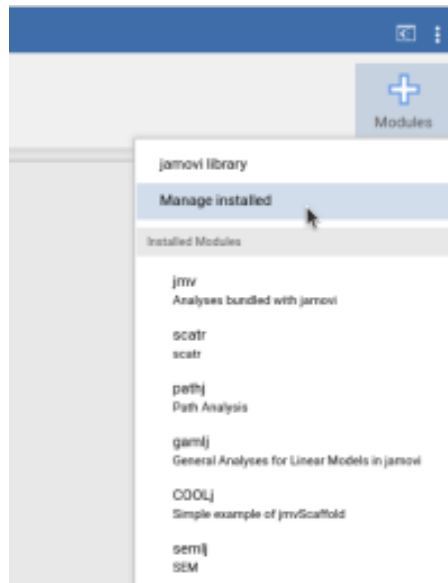 Modules
jamovi library
Manage installed
Installed Modules
jmv
Analyses bundled with jamovi
scatr
scatr
pathj
Path Analysis
gamlj
General Analyses for Linear Models in jamovi
COOLj
Simple example of jmvScaffold
semlj
SEM